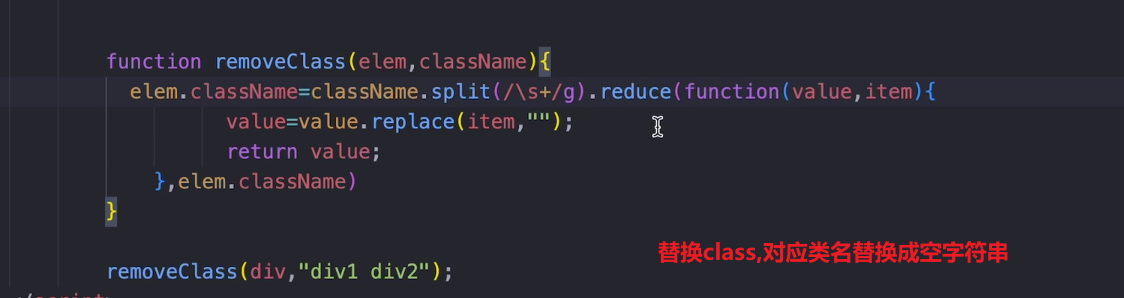 function removeClass(elem,className){
elem.className=className.split(/\s+/g).reduce(function(value,item){
value=value.replace(item,"");
return value;
},elem.className)
}
替换class,对应类名替换成空字符串
removeClass(div,"div1 div2");